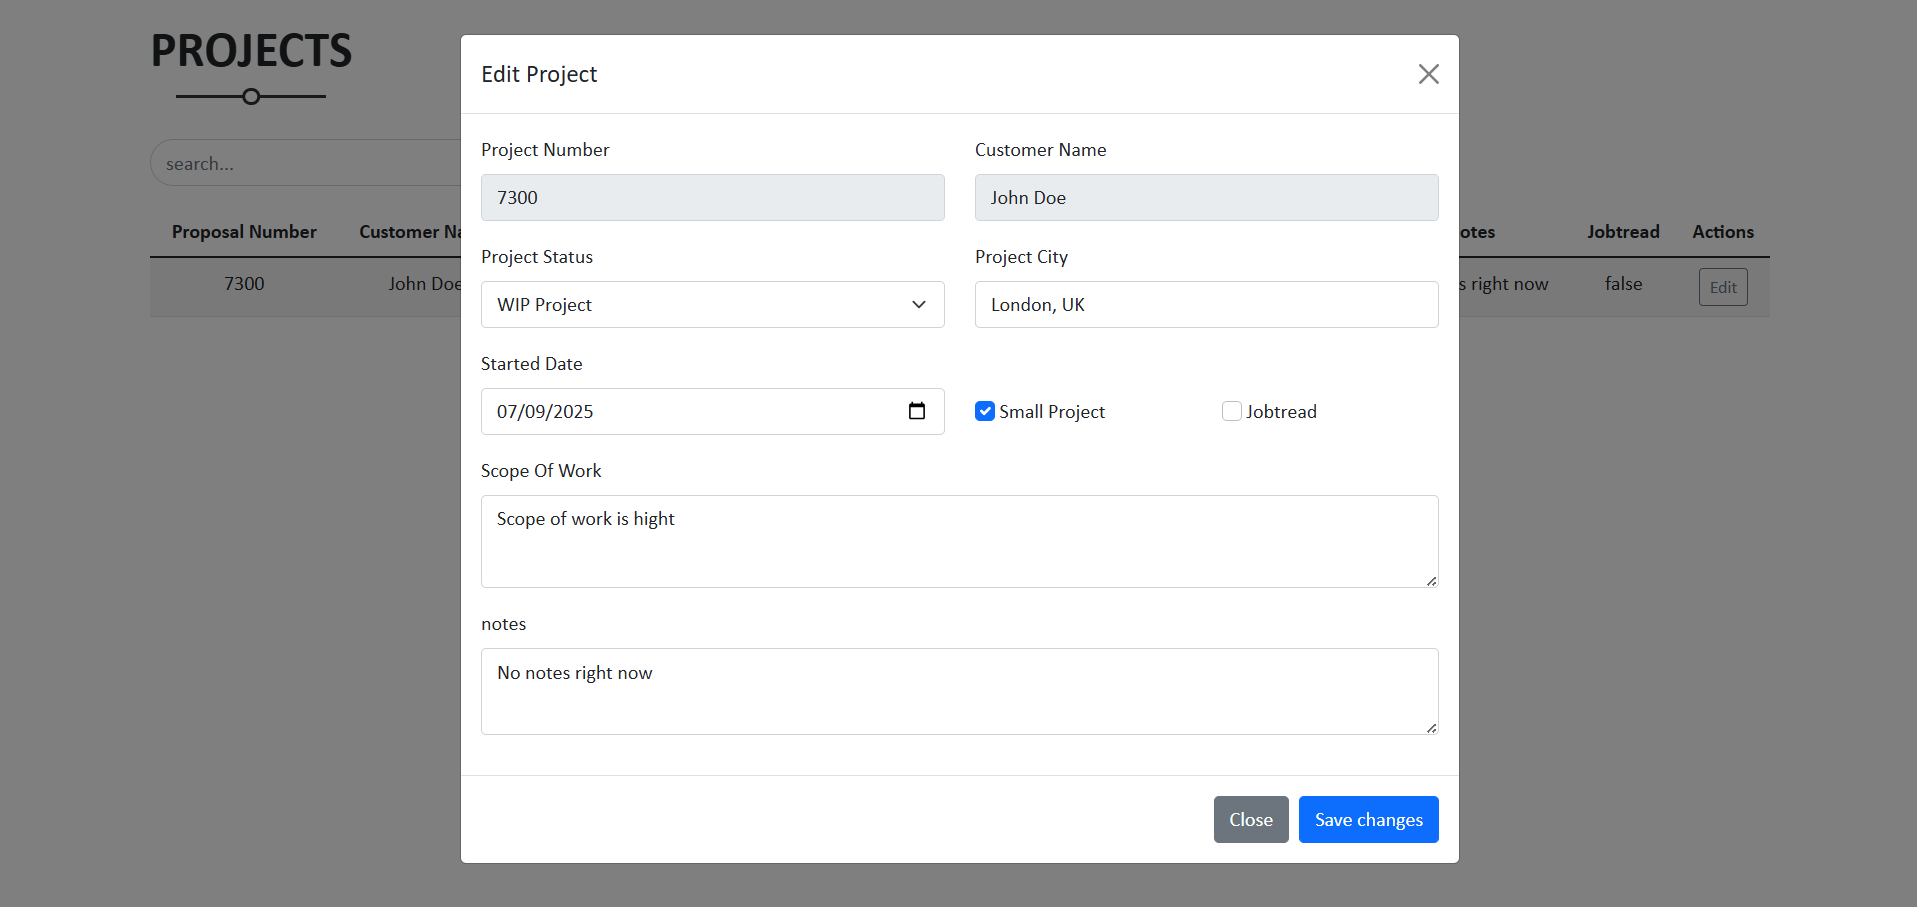 PROJECTS
search...
Proposal Number Customer Na otes Jobtread Actions
7300 John Doe s right now false Edit
Edit Project
Project Number Customer Name
7300 John Doe
Project Status Project City
WIP Project London, UK
Started Date
07/09/2025 Small Project Jobtread
Scope Of Work
Scope of work is hight
notes
No notes right now
Close Save changes